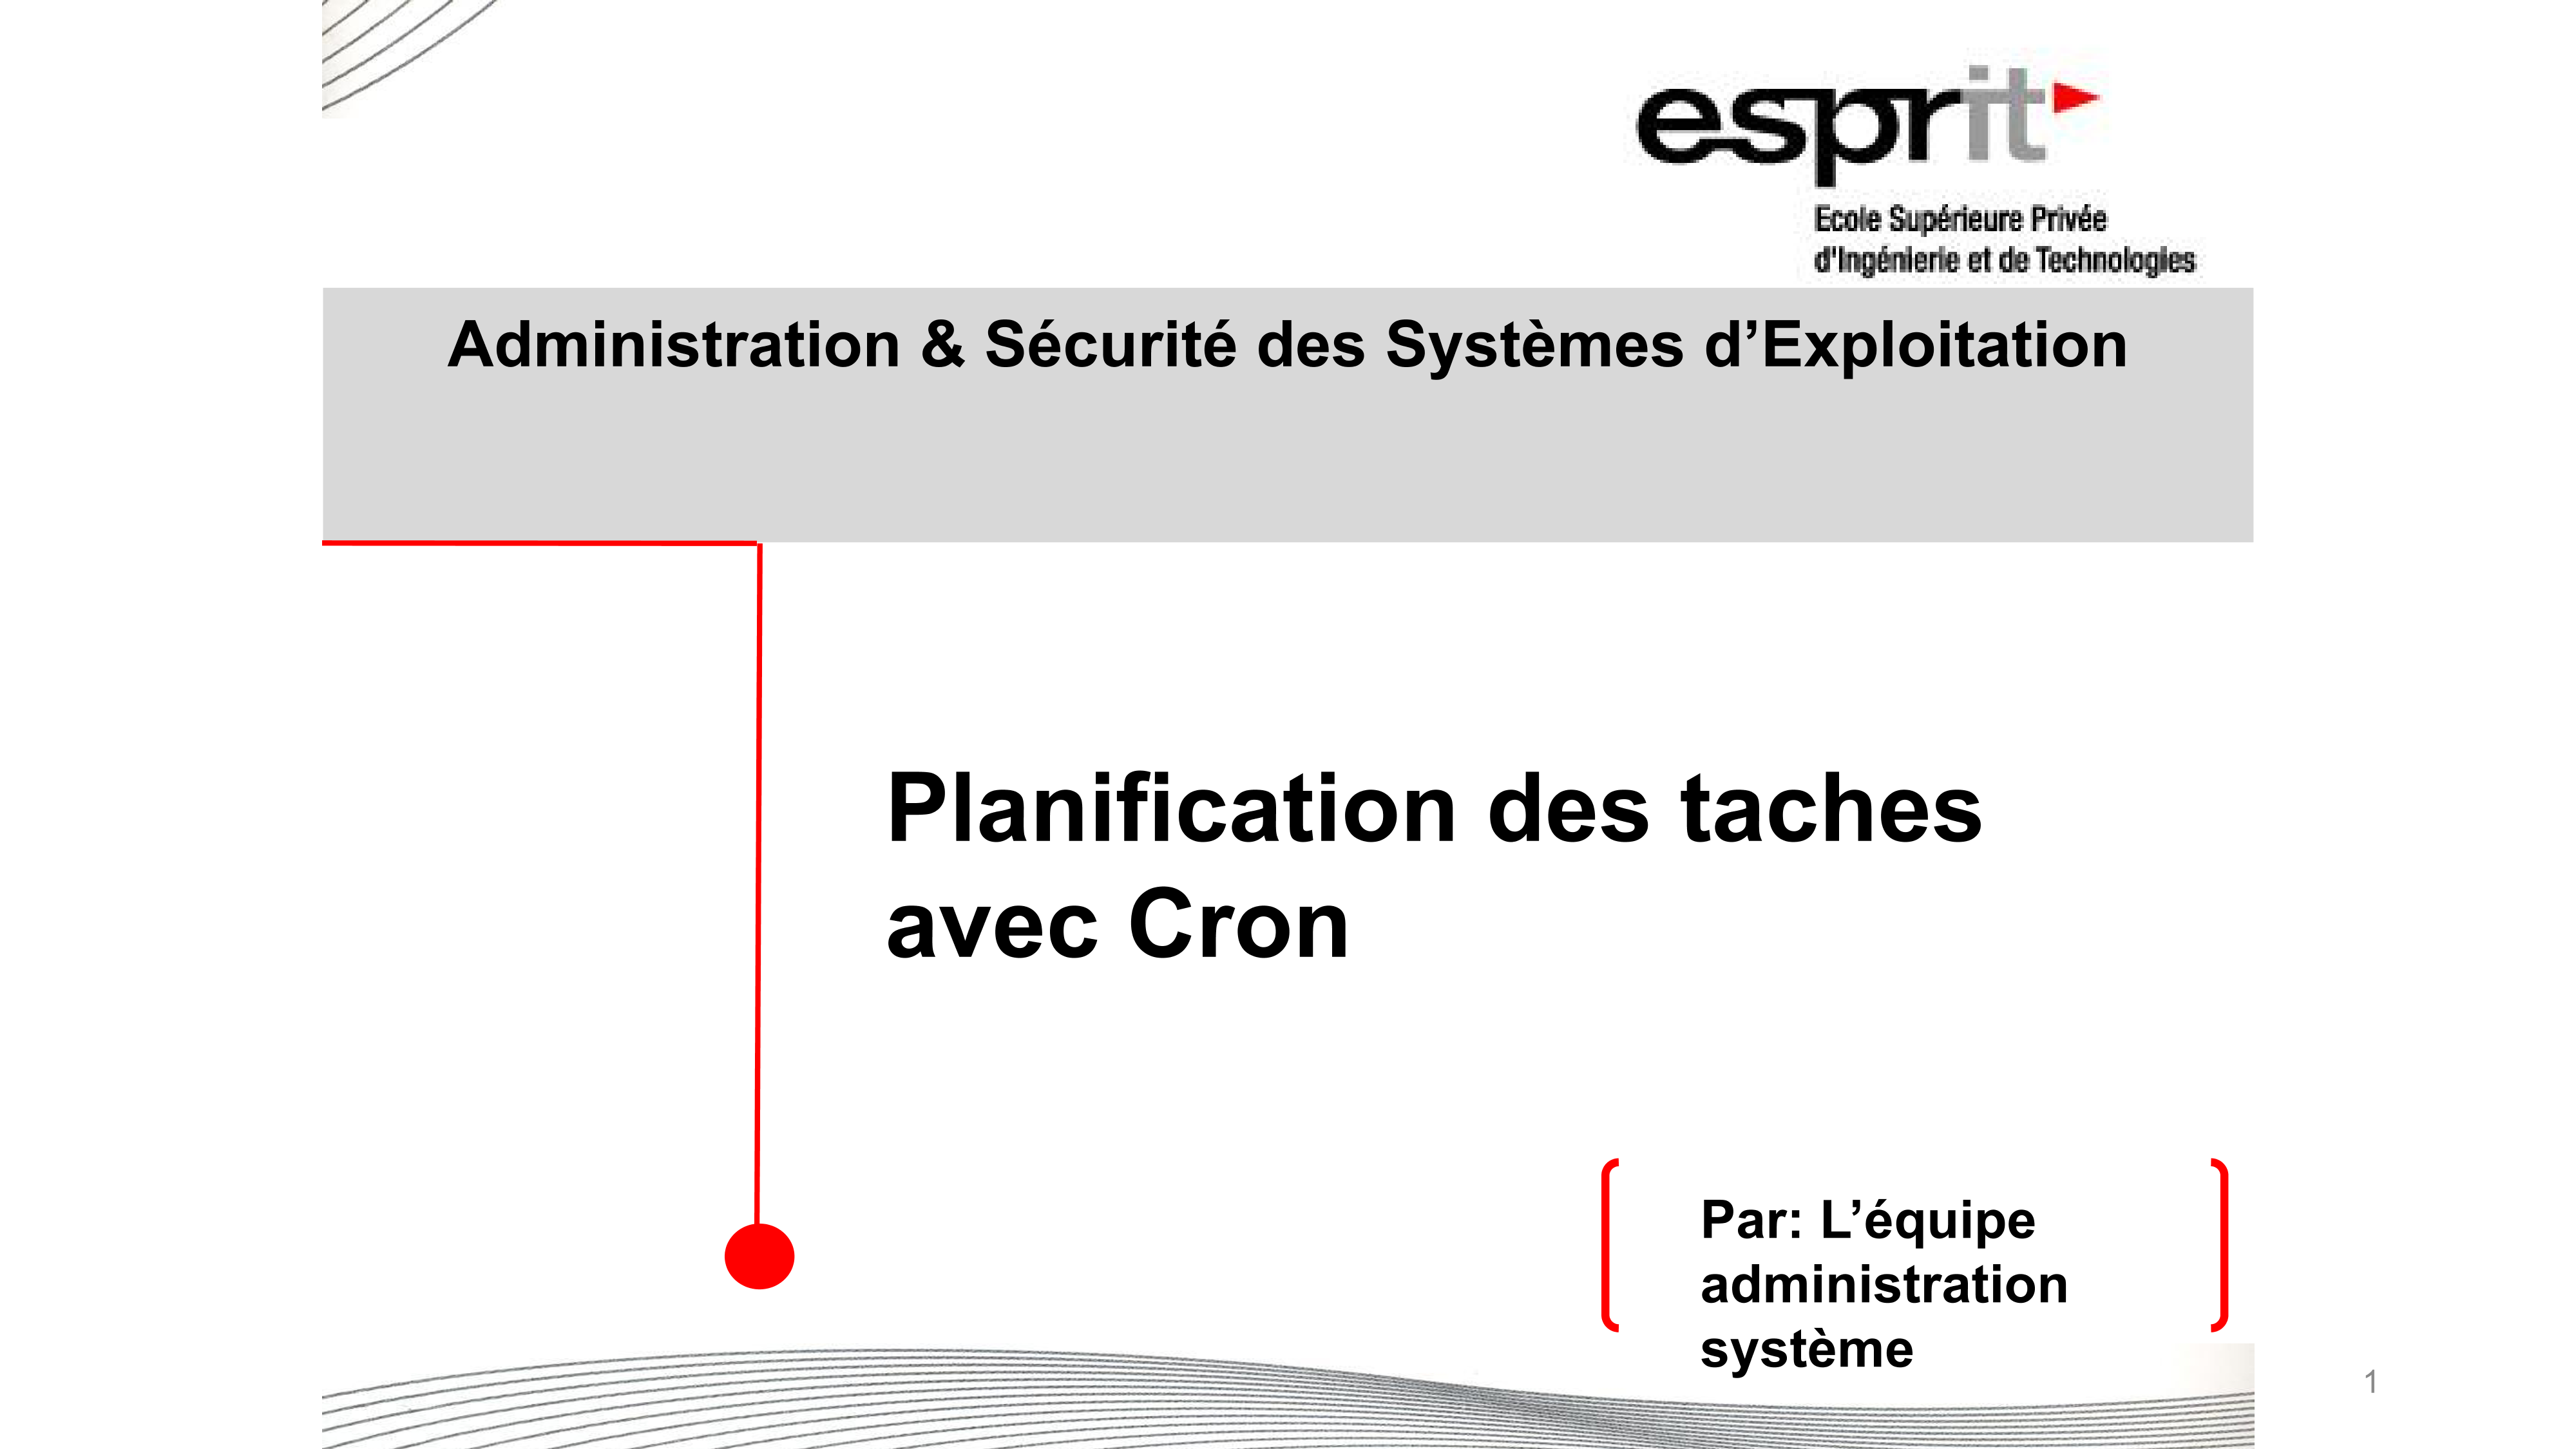 esprit
Ecole Supérieure Privée
d'Ingénierie et de Technologies
Administration & Sécurité des Systèmes d’Exploitation
Planification des taches
avec Cron
Par: L’équipe
administration
système
1